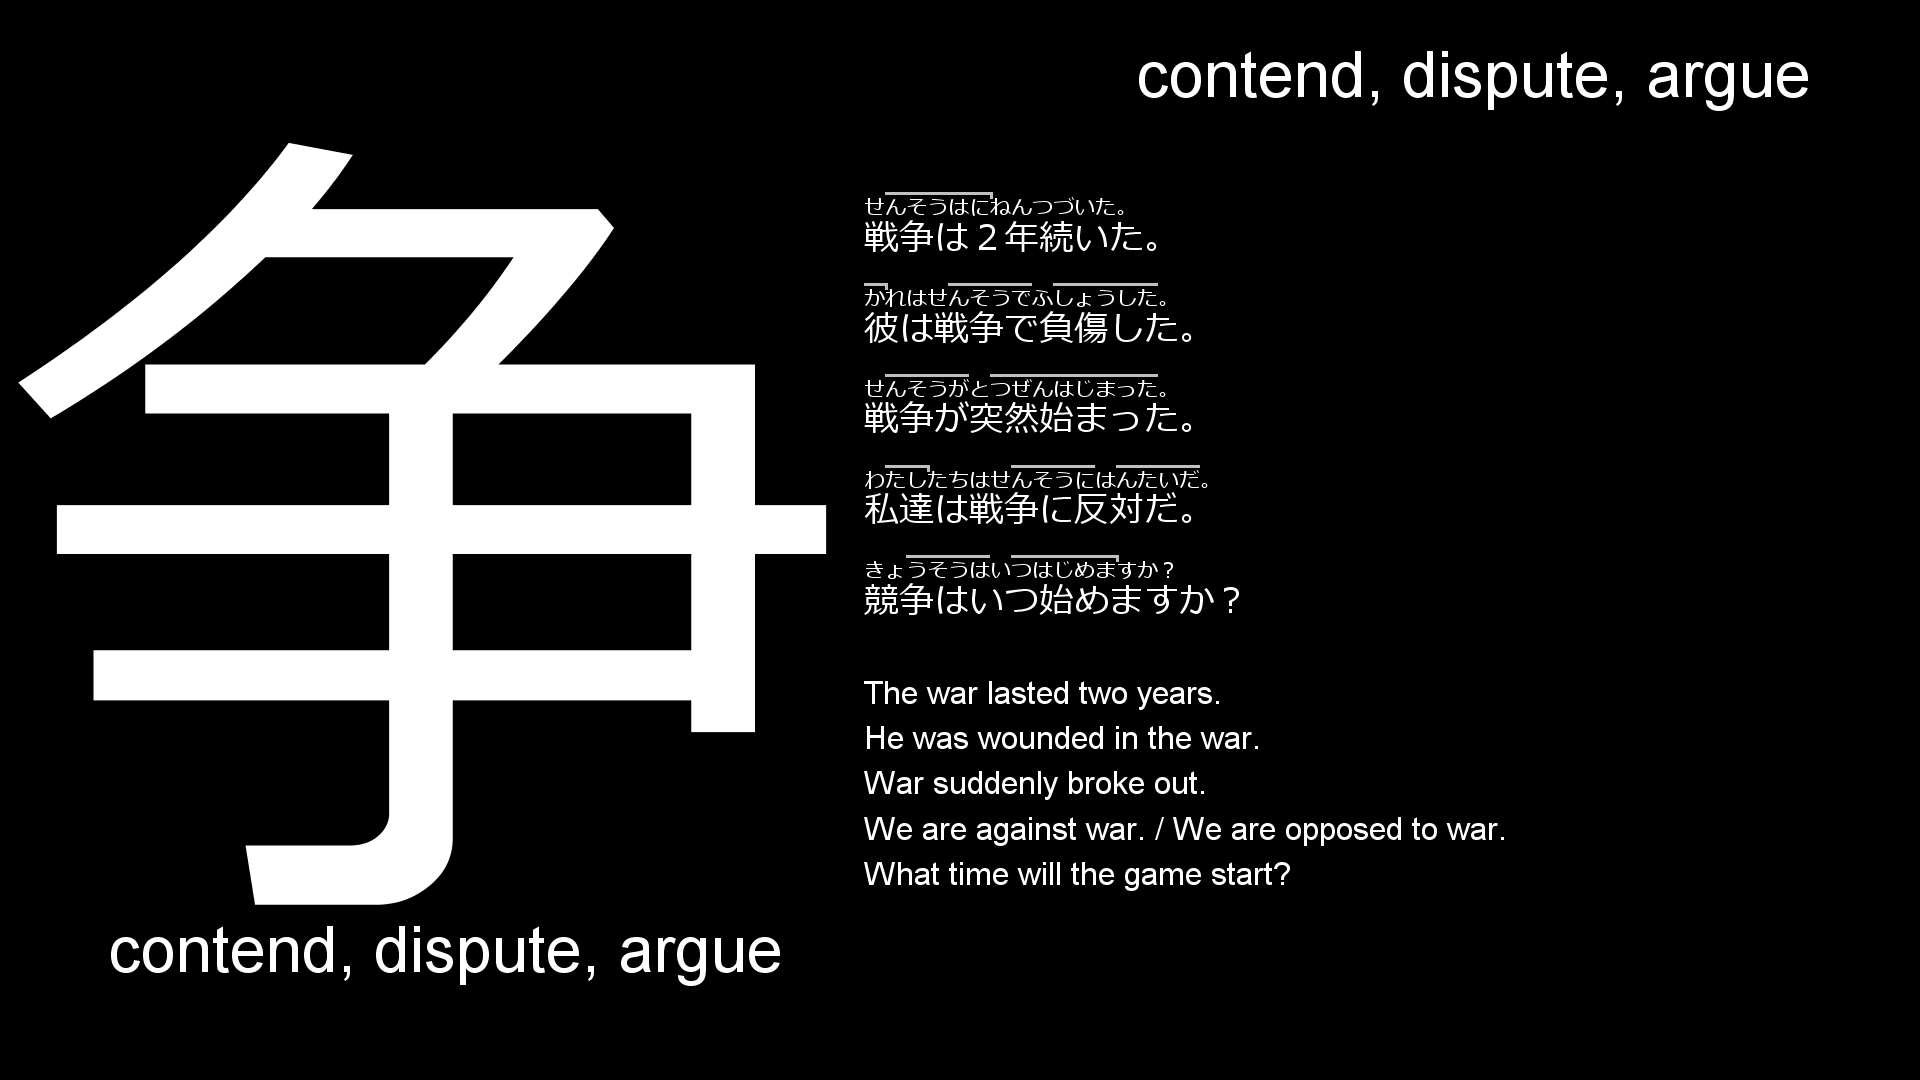 contend, dispute, argue
争
contend, dispute, argue
せんそうはにねんつづいた。
戦争は２年続いた。
かれはせんそうでふしょうした。
彼は戦争で負傷した。
せんそうがとつぜんはじまった。
戦争が突然始まった。
わたしたちはせんそうにはんたいだ。
私達は戦争に反対だ。
きょうそうはいつはじめますか？
競争はいつ始めますか？
The war lasted two years.
He was wounded in the war.
War suddenly broke out.
We are against war. / We are opposed to war.
What time will the game start?